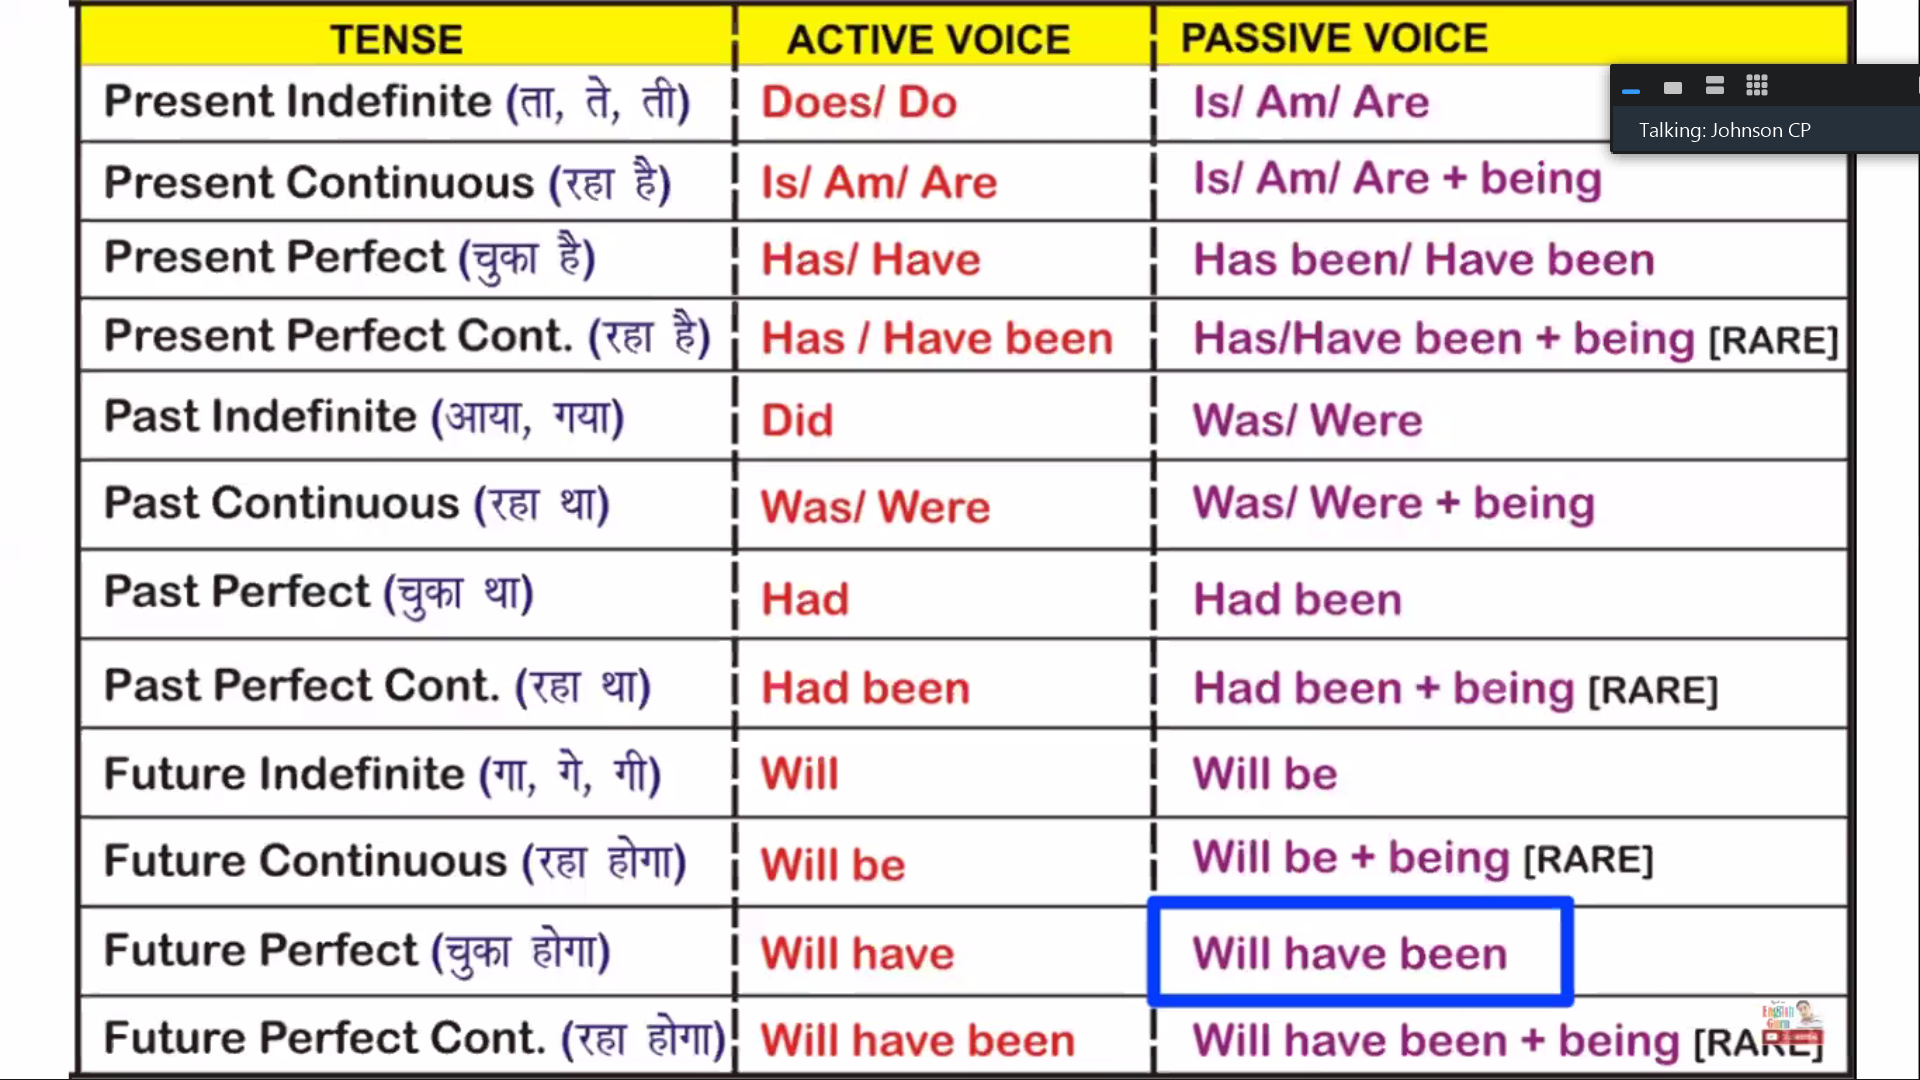 TENSE ACTIVE VOICE PASSIVE VOICE
Present Indefinite (ता, ते, ती) Does/ Do Is/ Am/ Are
Talking: Johnson CP
Present Continuous (रहा है) Is/ Am/ Are Is/ Am/ Are + being
Present Perfect (चुका है) Has/ Have Has been/ Have been
Present Perfect Cont. (रहा है) Has / Have been Has/Have been + being [RARE]
Past Indefinite (आया, गया) Did Was/ Were
Past Continuous (रहा था) Was/ Were Was/ Were + being
Past Perfect (चुका था) Had Had been
Past Perfect Cont. (रहा था) Had been Had been + being [RARE]
Future Indefinite (गा, गे, गी) Will Will be
Future Continuous (रहा होगा) Will be Will be + being [RARE]
Future Perfect (चुका होगा) Will have Will have been
Future Perfect Cont. (रहा होगा) Will have been Will have been + being [RARE]
English
Guru